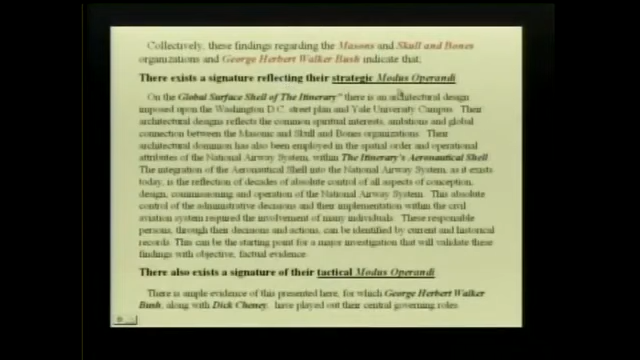 Collectively, these findings regarding the Masons and Skull and Bones
organizations and George Herbert Walker Bush indicate that;
There exists a signature reflecting their strategic Modus Operandi
On the Global Surface Shell of The Itinerary" there is an architectural design
imposed upon the Washington D.C. street plan and Yale University Campus. Their
architectural designs reflects the common spiritual interests, ambitions and global
connection between the Masonic and Skull and Bones organizations. Their
architectural dominion has also been employed in the spatial order and operational
attributes of the National Airway System, within The Itinerary's Aeronautical Shell.
The integration of the Aeronautical Shell into the National Airway System, as it exists
today, is the reflection of decades of absolute control of all aspects of conception,
design, commissioning and operation of the National Airway System. This absolute
control of the administrative decisions and their implementation within the civil
aviation system required the involvement of many individuals. These responsible
persons, through their decisions and actions, can be identified by current and historical
records. This can be the starting point for a major investigation that will validate these
findings with objective, factual evidence.
There also exists a signature of their tactical Modus Operandi
There is ample evidence of this presented here, for which George Herbert Walker
Bush, along with Dick Cheney, have played out their central governing roles.